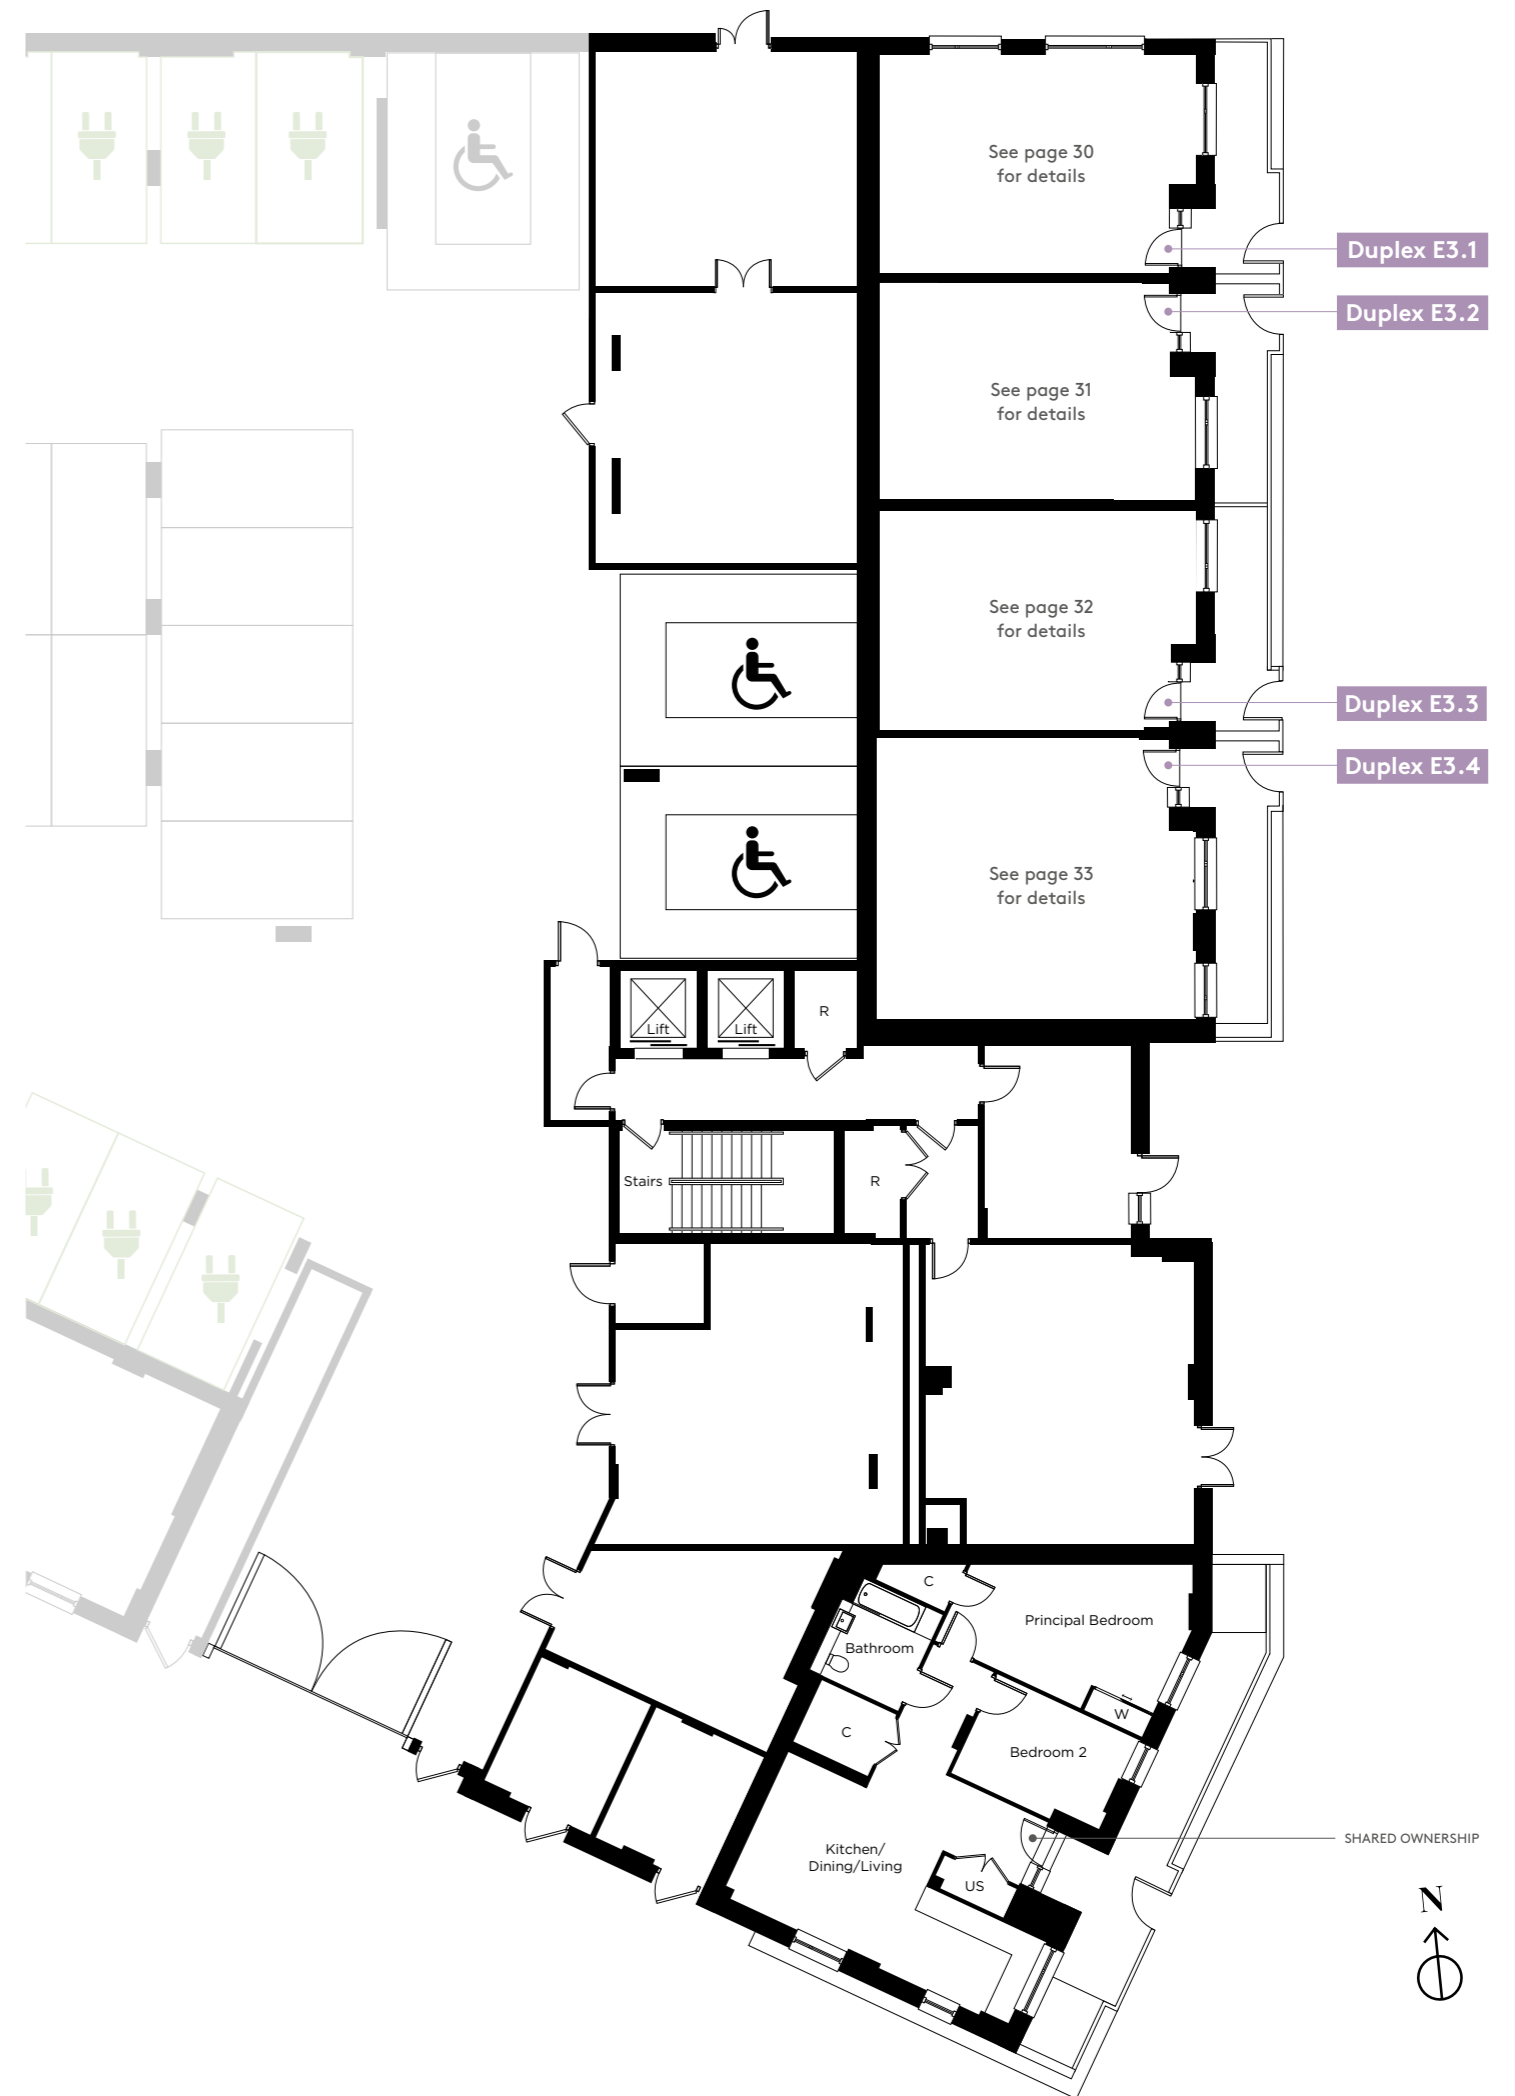 See page 30
for details
Duplex E3.1
Duplex E3.2
See page 31
for details
See page 32
for details
Duplex E3.3
Duplex E3.4
See page 33
for details
Lift
Lift
R
Stairs
R
C
Principal Bedroom
Bathroom
W
C
Bedroom 2
SHARED OWNERSHIP
Kitchen/
Dining/Living
US
N